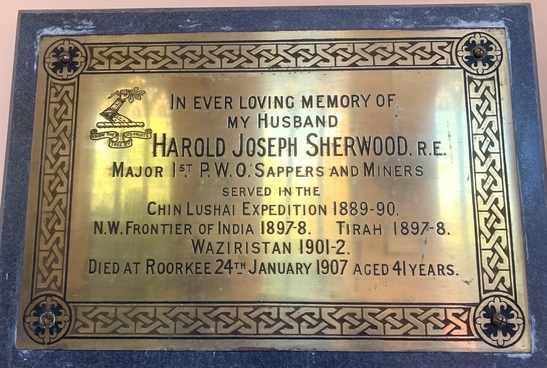 IN EVER LOVING MEMORY OF
MY HUSBAND
HAROLD JOSEPH SHERWOOD, R.E.
MAJOR 1ST P.W.O. SAPPERS AND MINERS
SERVED IN THE
CHIN LUSHAI EXPEDITION 1889-90.
N.W. FRONTIER OF INDIA 1897-8. TIRAH 1897-8.
WAZIRISTAN 1901-2.
DIED AT ROORKEE 24TH JANUARY 1907 AGED 41 YEARS.